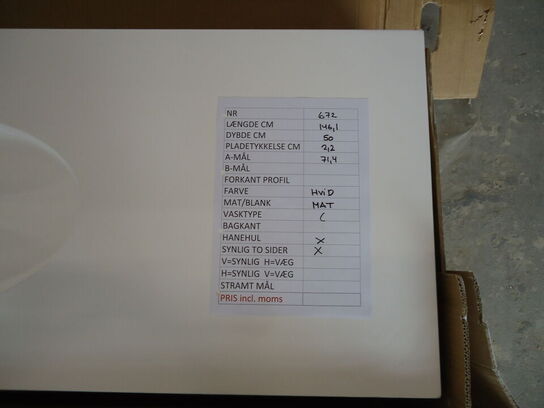 NR 672
LÆNGDE CM 146,1
DYBDE CM 50
PLADETYKKELSE CM 2,2
A-MÅL 71,4
B-MÅL
FORKANT PROFIL
FARVE HviD
MAT/BLANK MAT
VASKTYPE
BAGKANT
HANEHUL X
SYNLIG TO SIDER X
V=SYNLIG H=VÆG
H=SYNLIG V=VÆG
STRAMT MÅL
PRIS incl. moms